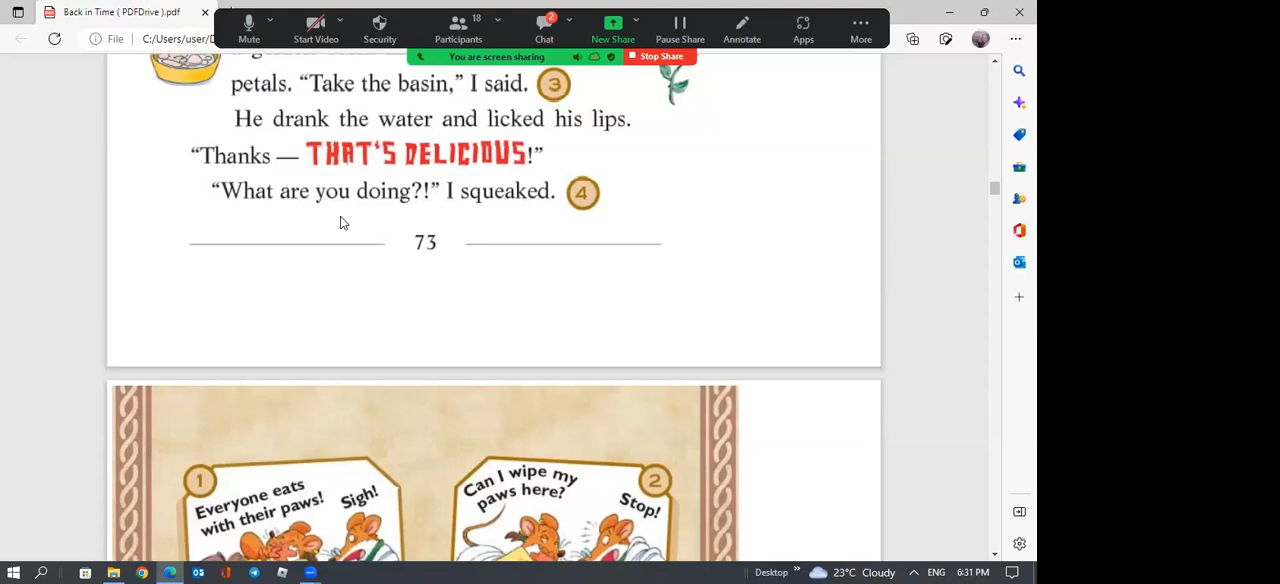 Back in Time ( PDFDrive ).pdf
File
C:/Users/user/D
Mute
Start Video
Security
18
Participants
2
Chat
New Share
Pause Share
Annotate
Apps
More
You are screen sharing
Stop Share
petals. “Take the basin,” I said. 3
He drank the water and licked his lips.
“Thanks — THAT'S DELICIOUS!”
“What are you doing?!” I squeaked. 4
73
1
Everyone eats
with their paws!
Sigh!
Can I wipe my
paws here?
2
Stop!
Desktop
23°C Cloudy
ENG
6:31 PM